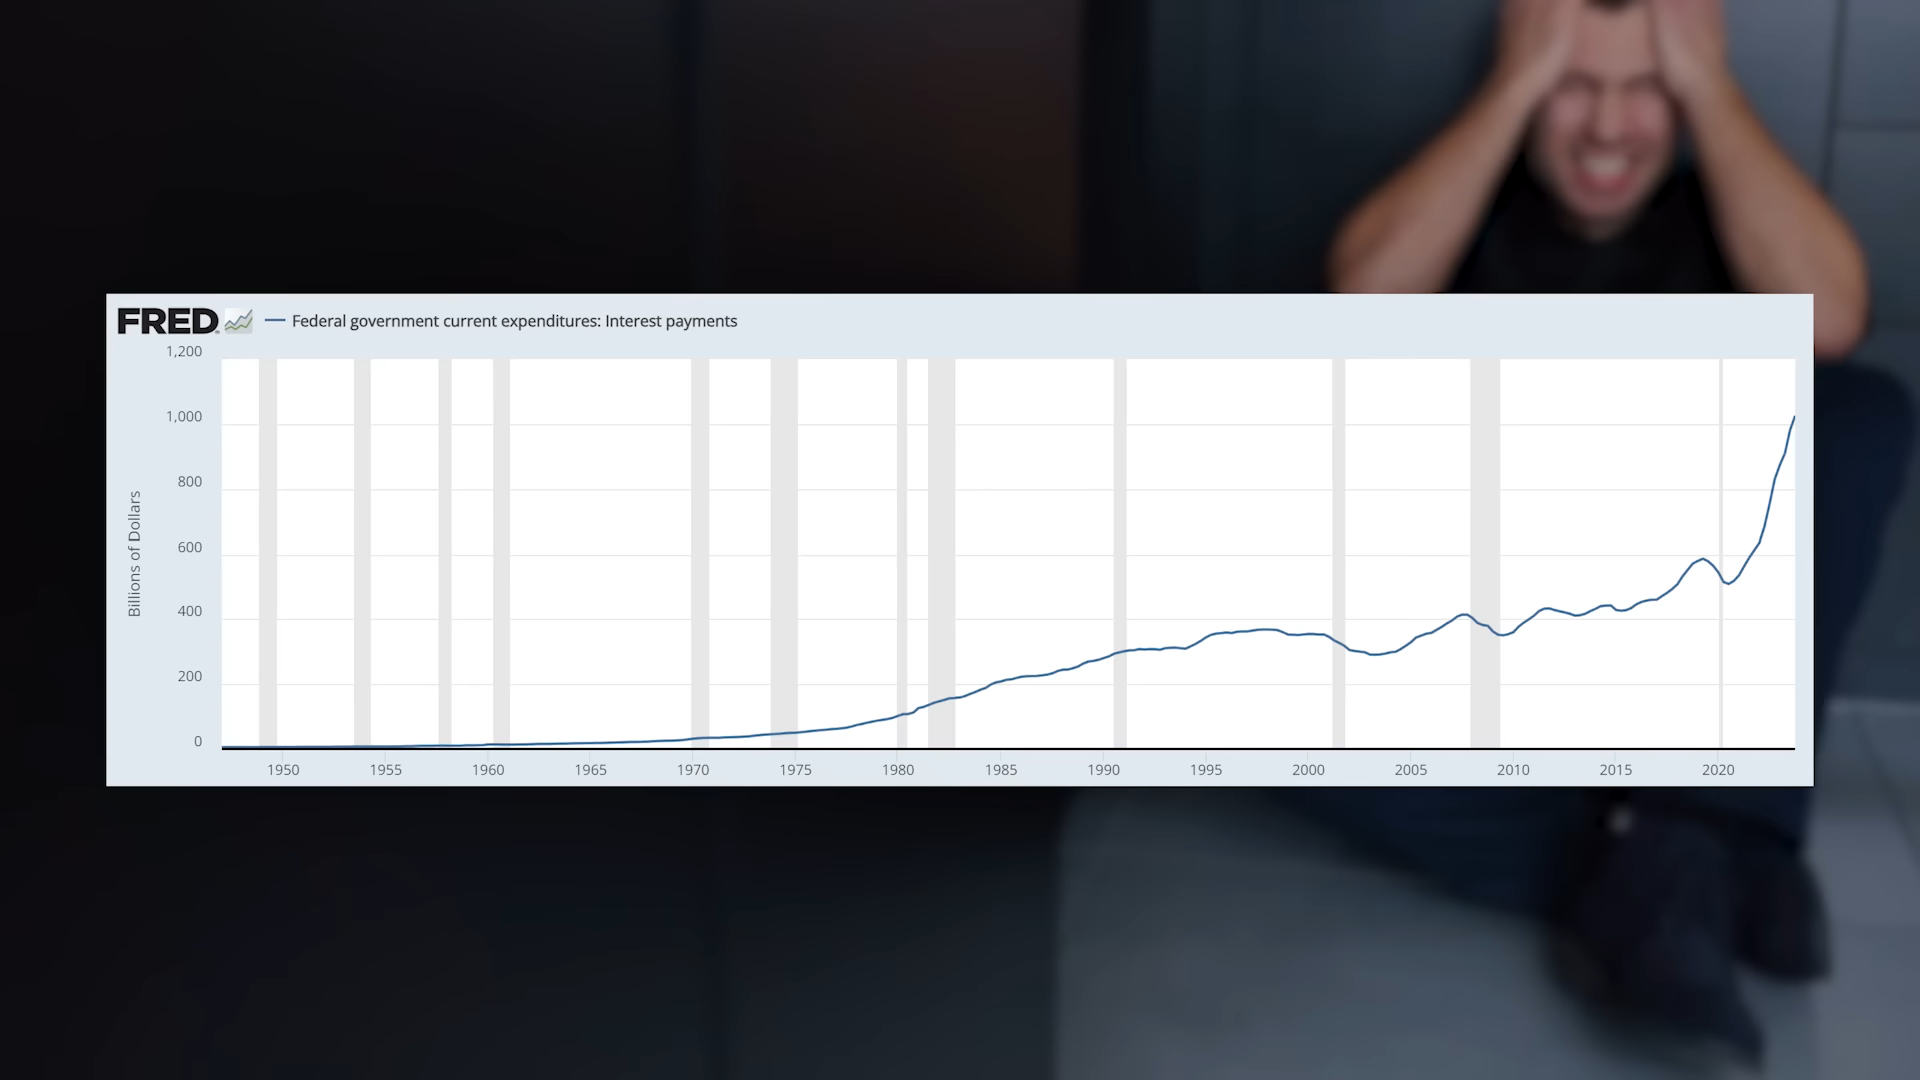 FRED Federal government current expenditures: Interest payments
1,200
1,000
800
600
400
200
0
Billions of Dollars
1950 1955 1960 1965 1970 1975 1980 1985 1990 1995 2000 2005 2010 2015 2020